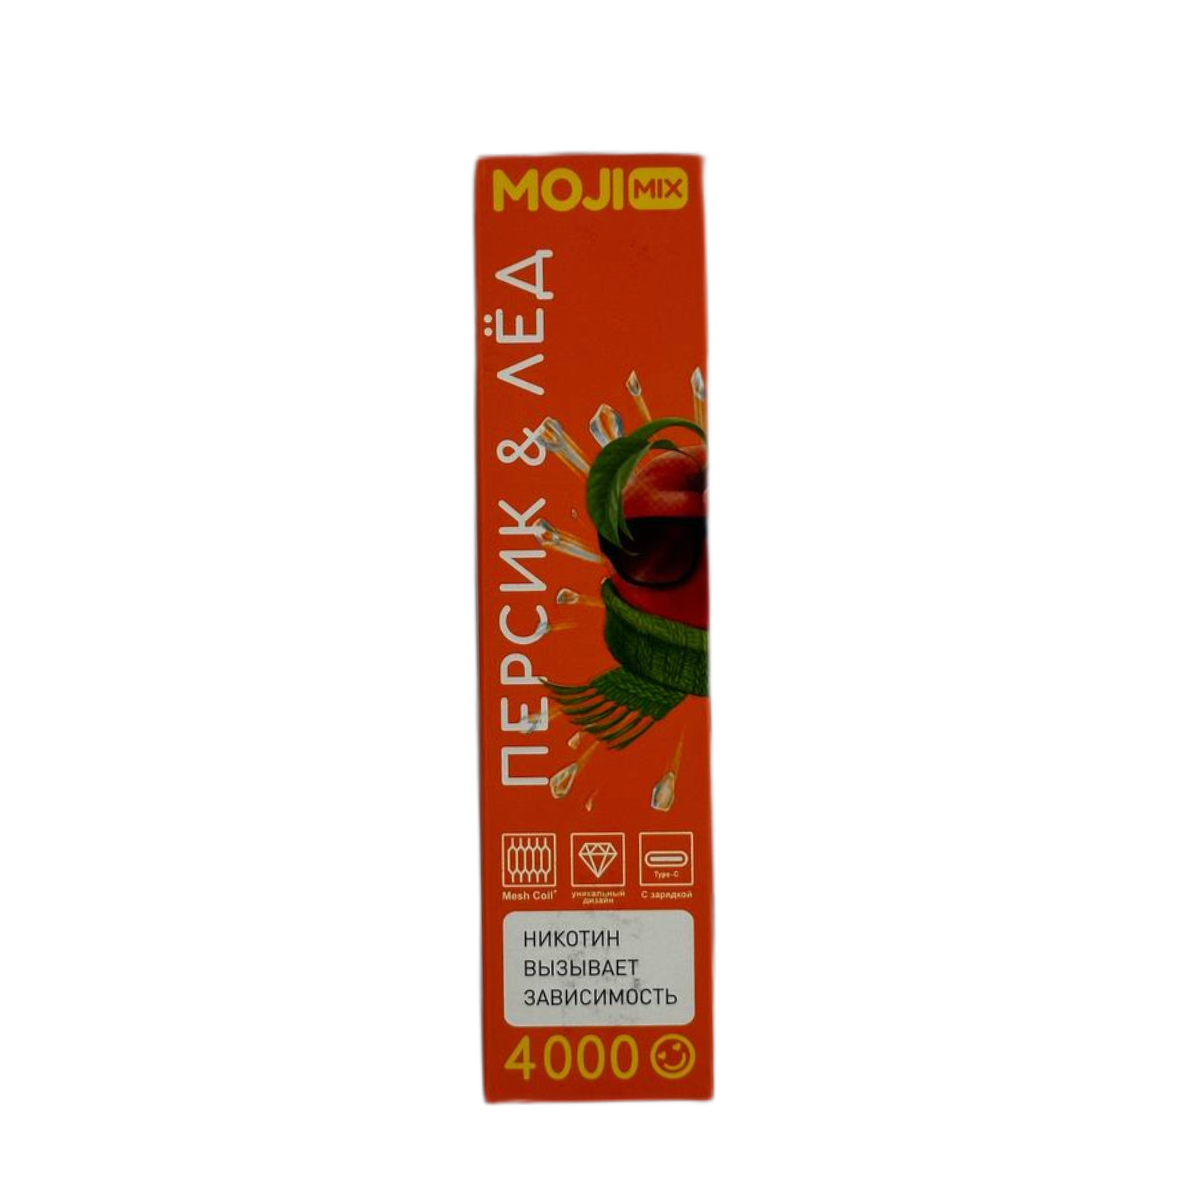 MOJI MIX
ПЕРСИК & ЛЁД
Mesh Coil
уникальный
дизайн
Type-C
С зарядкой
НИКОТИН
ВЫЗЫВАЕТ
ЗАВИСИМОСТЬ
4000